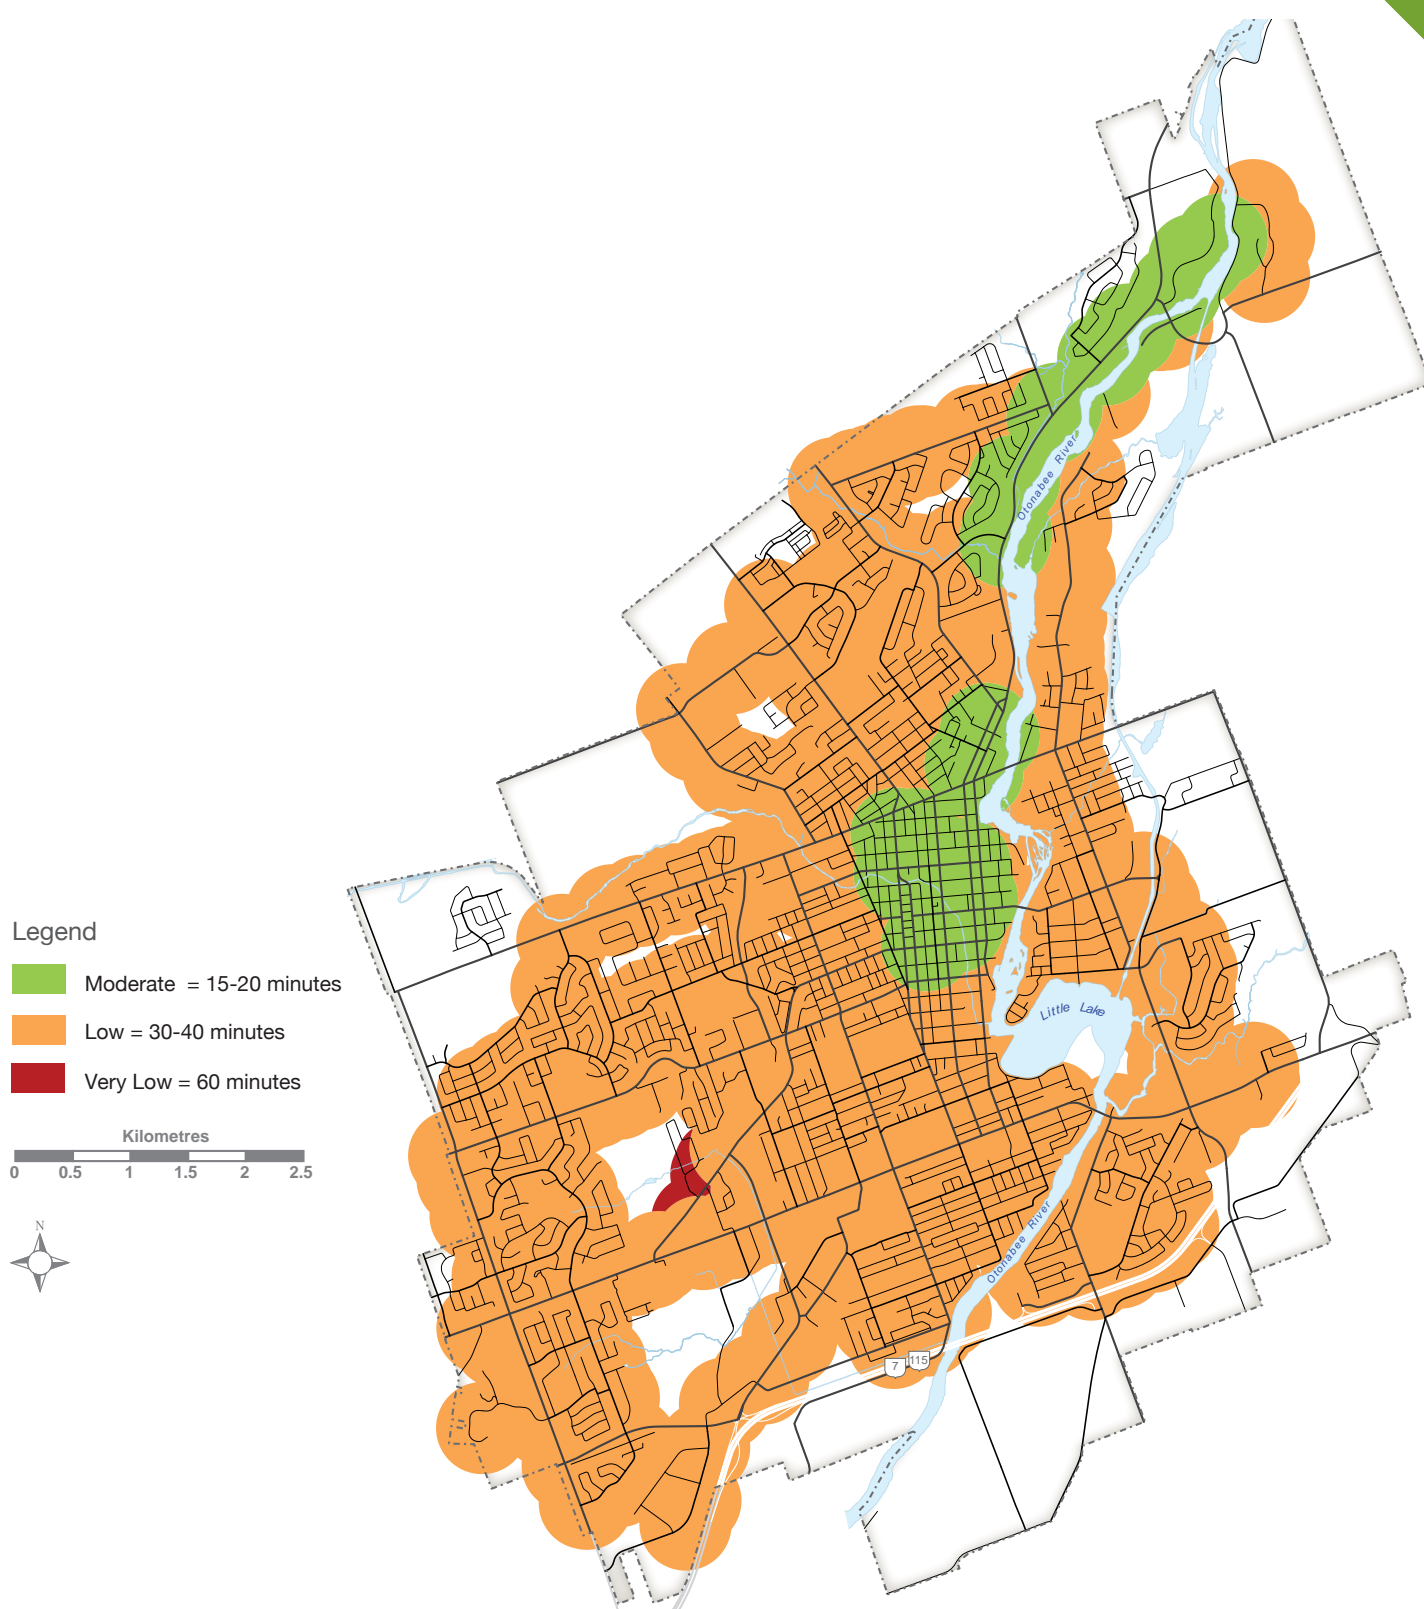 Otonabee River
Legend
Moderate = 15-20 minutes
Low = 30-40 minutes
Very Low = 60 minutes
Kilometres
0 0.5 1 1.5 2 2.5
N
Little Lake
Otonabee River
7 115